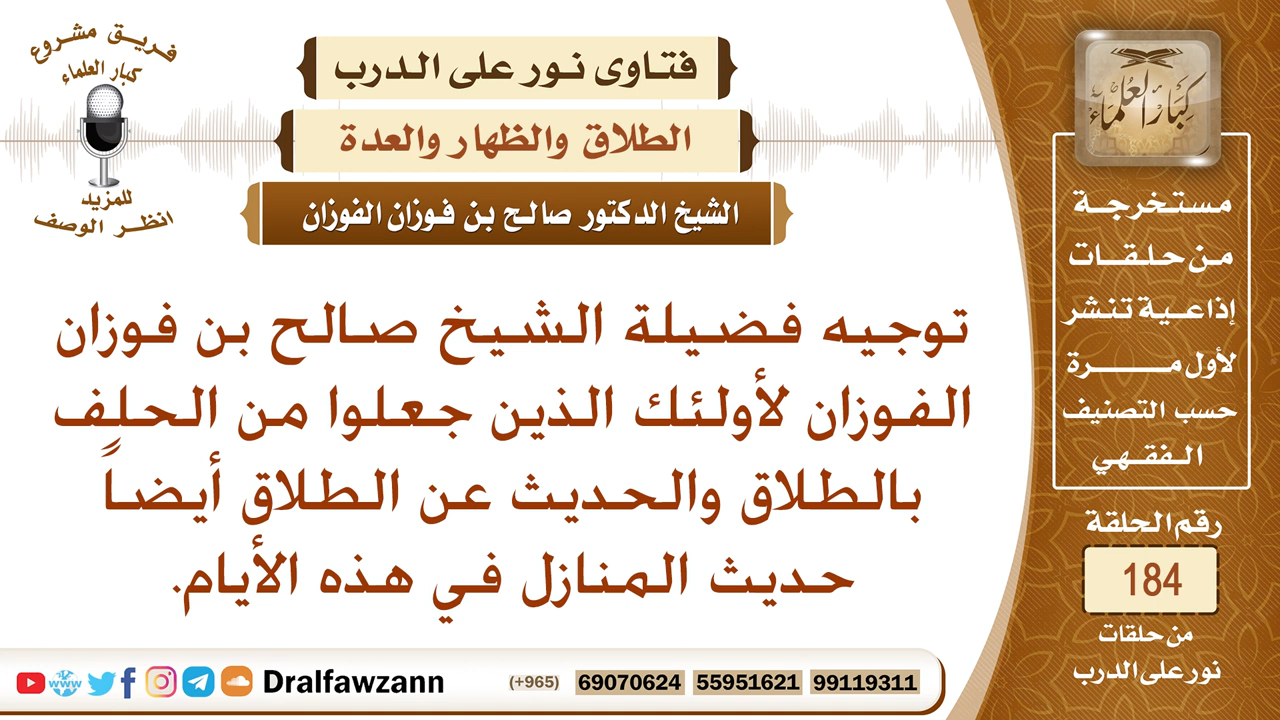 فريق مشروع
كبار العلماء
للمزيد
انظر الوصف
فتاوى نور على الدرب
الطلاق والظهار والعدة
الشيخ الدكتور صالح بن فوزان الفوزان
توجيه فضيلة الشيخ صالح بن فوزان
الفوزان لأولئك الذين جعلوا من الحلف
بالطلاق والحديث عن الطلاق أيضاً
حديث المنازل في هذه الأيام.
كبار العلماء
مستخرجة
من حلقات
إذاعية تنشر
لأول مرة
حسب التصنيف
الفقهي
رقم الحلقة
184
من حلقات
نور على الدرب
www
Dralfawzann
(+965) 69070624 55951621 99119311